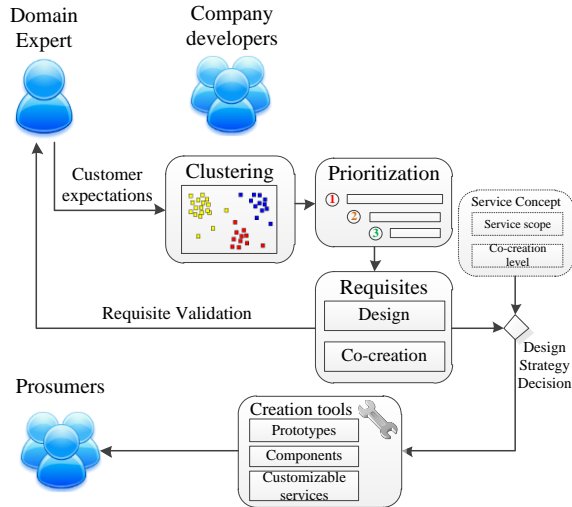 Domain
Expert
Company
developers
Customer
expectations
Clustering
Prioritization
1
2
3
Service Concept
Service scope
Co-creation
level
Requisite Validation
Requisites
Design
Co-creation
Design
Strategy
Decision
Prosumers
Creation tools
Prototypes
Components
Customizable
services